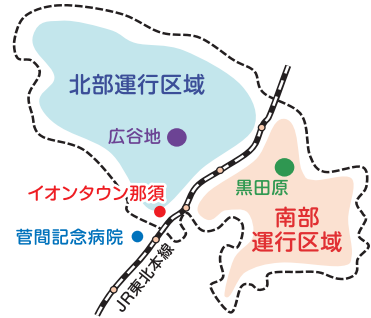 北部運行区域
広谷地
イオンタウン那須
菅間記念病院
JR東北本線
黒田原
南部
運行区域